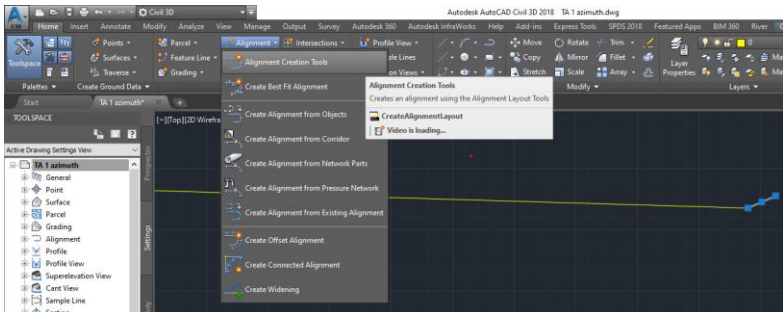 Civil 3D
Autodesk AutoCAD Civil 3D 2018 TA 1 azimuth.dwg
Home Insert Annotate Modify Analyze View Manage Output Survey Autodesk 360 Autodesk InfraWorks Help Add-ins Express Tools SPDS 2018 Featured Apps BIM 360 River
Toolspace
Palettes
Points
Surfaces
Traverse
Create Ground Data
Parcel
Feature Line
Grading
Alignment
Intersections
Profile View
Move
Copy
Stretch
Rotate
Mirror
Scale
Trim
Fillet
Array
Modify
Layer
Properties
0
Layers
Start
TA 1 azimuth*
TOOLSPACE
Active Drawing Settings View
TA 1 azimuth
General
Point
Surface
Parcel
Grading
Alignment
Profile
Profile View
Superelevation View
Cant View
Sample Line
Prospector
Settings
Alignment Creation Tools
Create Best Fit Alignment
Create Alignment from Objects
Create Alignment from Corridor
Create Alignment from Network Parts
Create Alignment from Pressure Network
Create Alignment from Existing Alignment
Create Offset Alignment
Create Connected Alignment
Create Widening
Alignment Creation Tools
Creates an alignment using the Alignment Layout Tools
CreateAlignmentLayout
Video is loading...